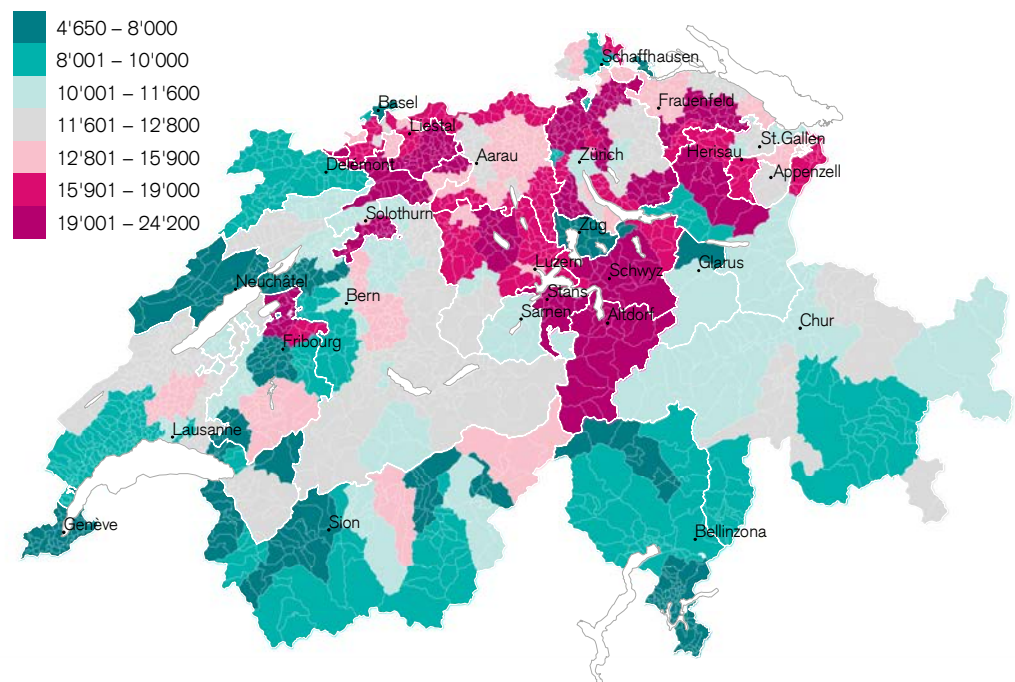 4'650 – 8'000
8'001 – 10'000
10'001 – 11'600
11'601 – 12'800
12'801 – 15'900
15'901 – 19'000
19'001 – 24'200
Schaffhausen
Basel
Frauenfeld
Liestal
St.Gallen
Delémont
Aarau
Zürich
Herisau
Appenzell
Solothurn
Zug
Luzern
Schwyz
Glarus
Neuchâtel
Bern
Stans
Sarnen
Altdorf
Chur
Fribourg
Lausanne
Sion
Genève
Bellinzona